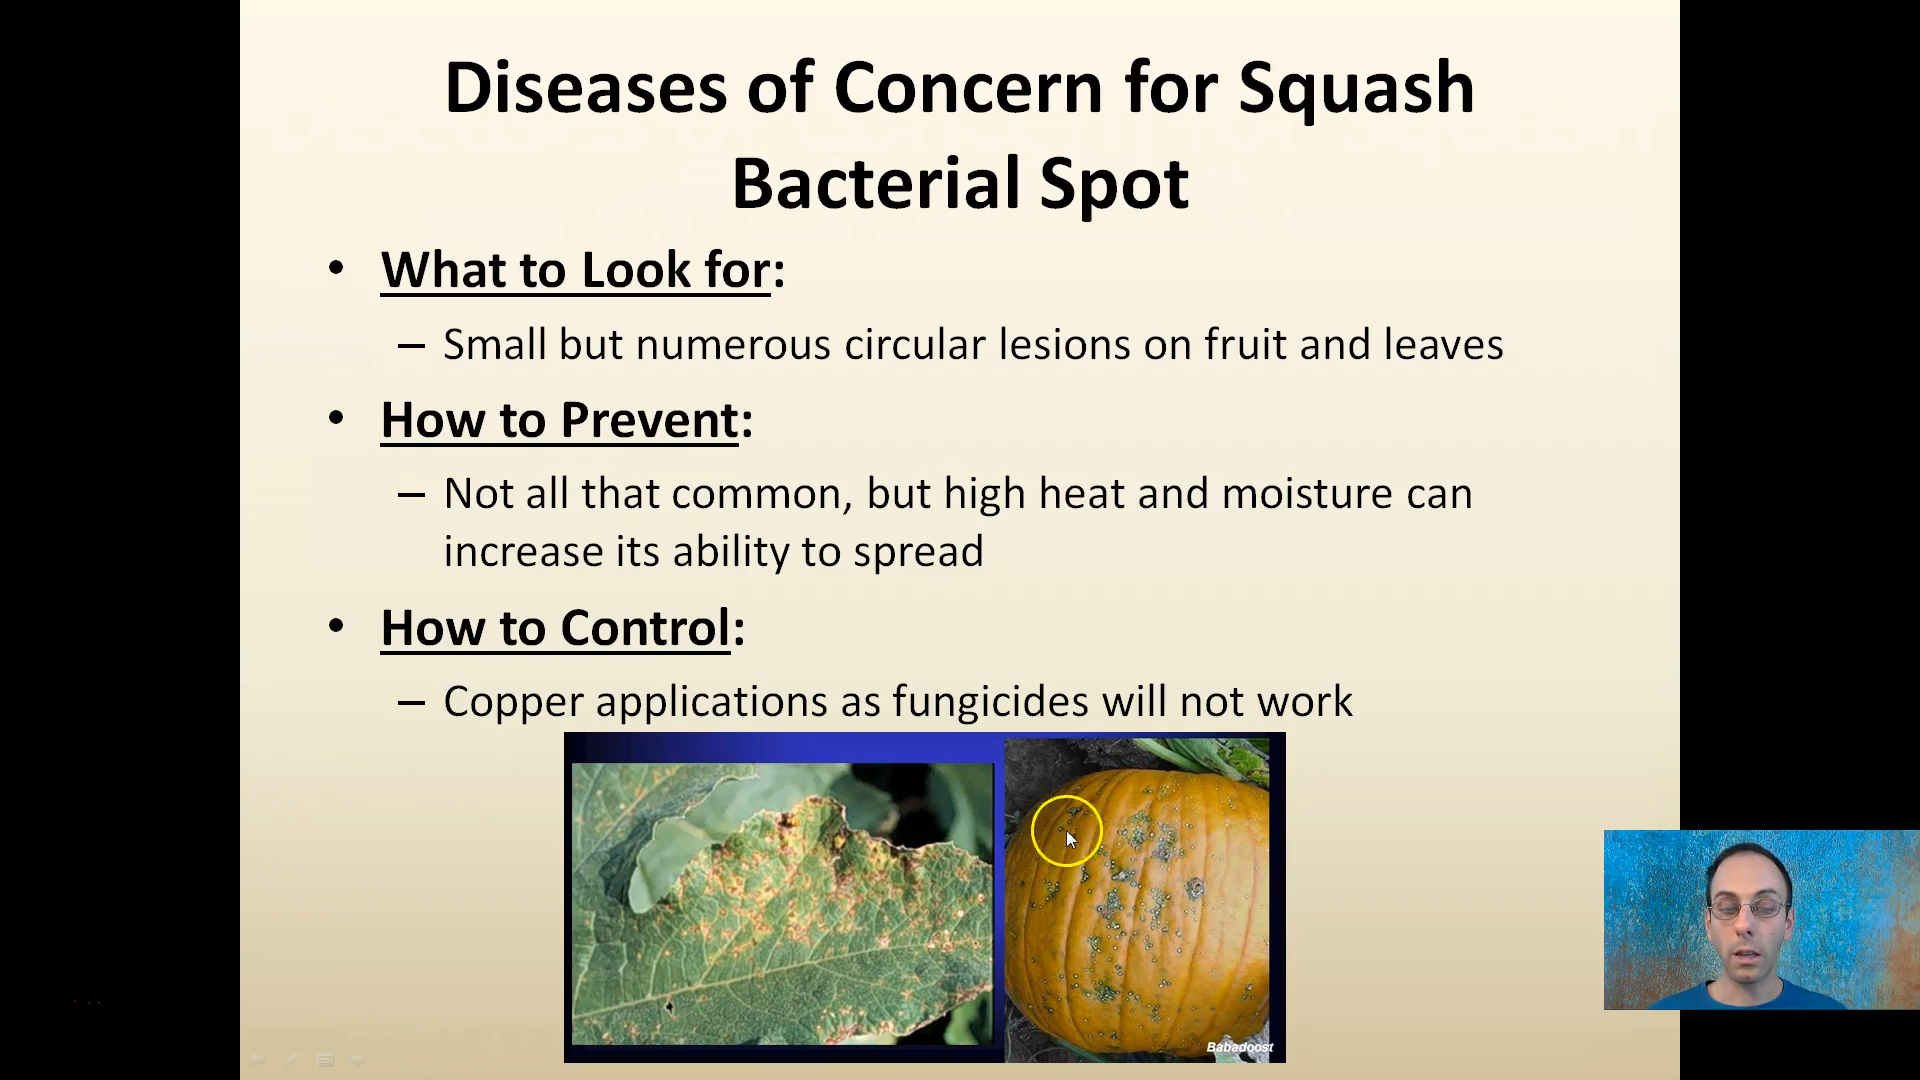 Diseases of Concern for Squash
Bacterial Spot
• What to Look for:
– Small but numerous circular lesions on fruit and leaves
• How to Prevent:
– Not all that common, but high heat and moisture can
increase its ability to spread
• How to Control:
– Copper applications as fungicides will not work
Babadoost